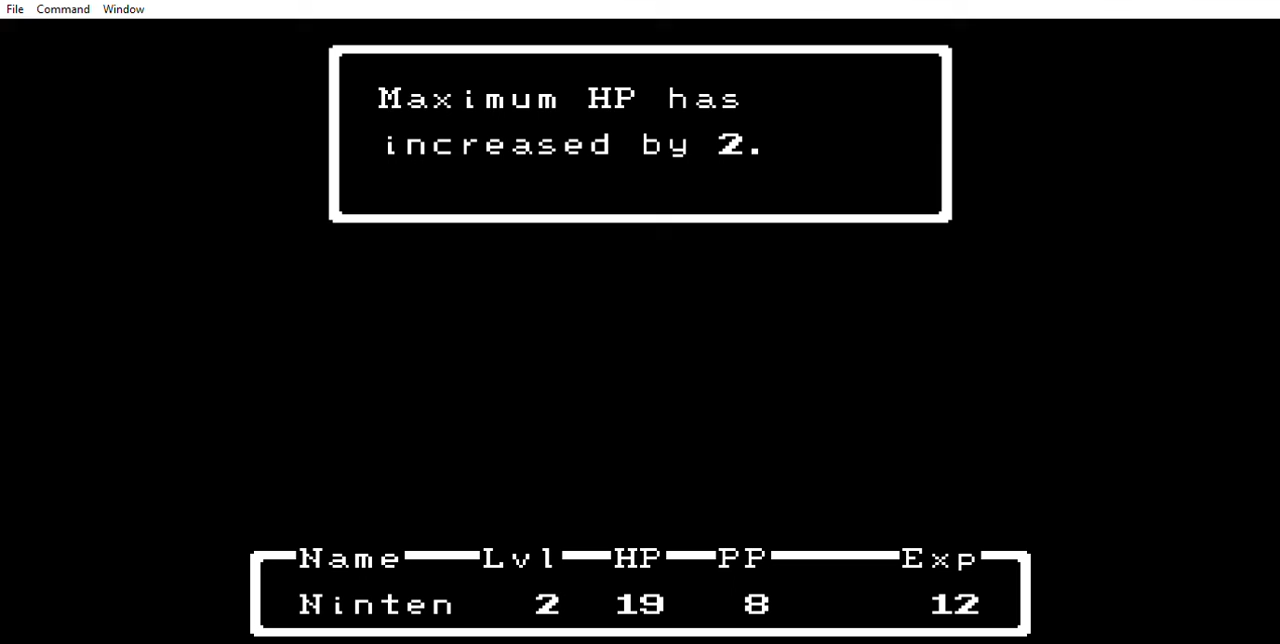 File Command Window
Maximum HP has
increased by 2.
Name Lvl HP PP Exp
Ninten 2 19 8 12